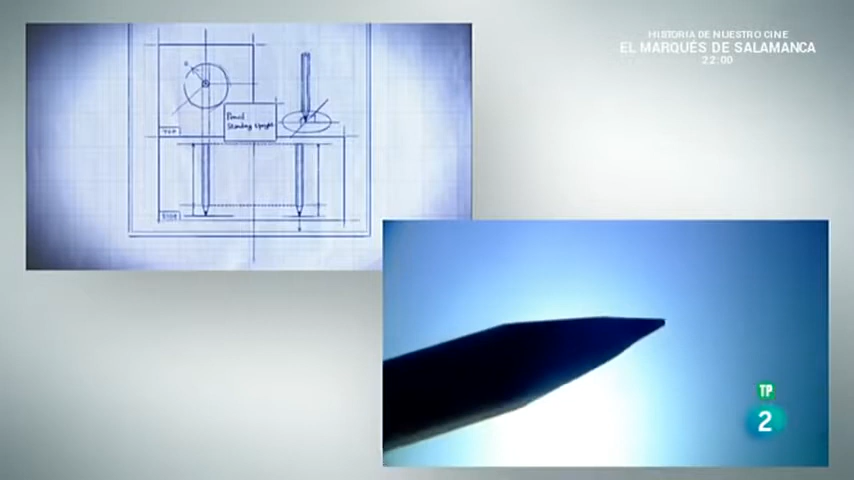 HISTORIA DE NUESTRO CINE
EL MARQUÉS DE SALAMANCA
22:00
Pencil
Standing Upright
TOP
SIDE
TP
2